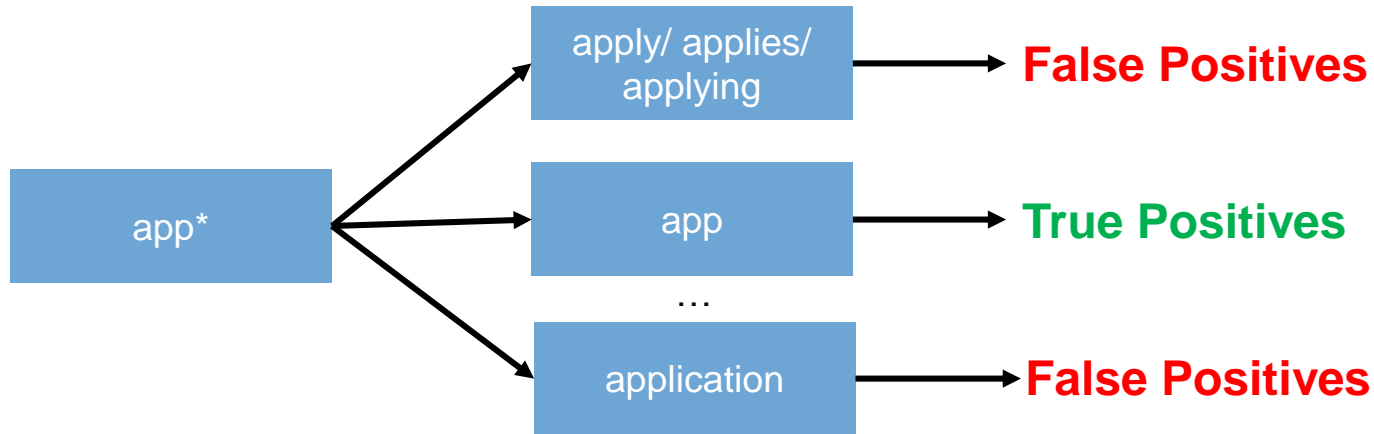 apply/ applies/
applying
False Positives
app*
app
True Positives
...
application
False Positives